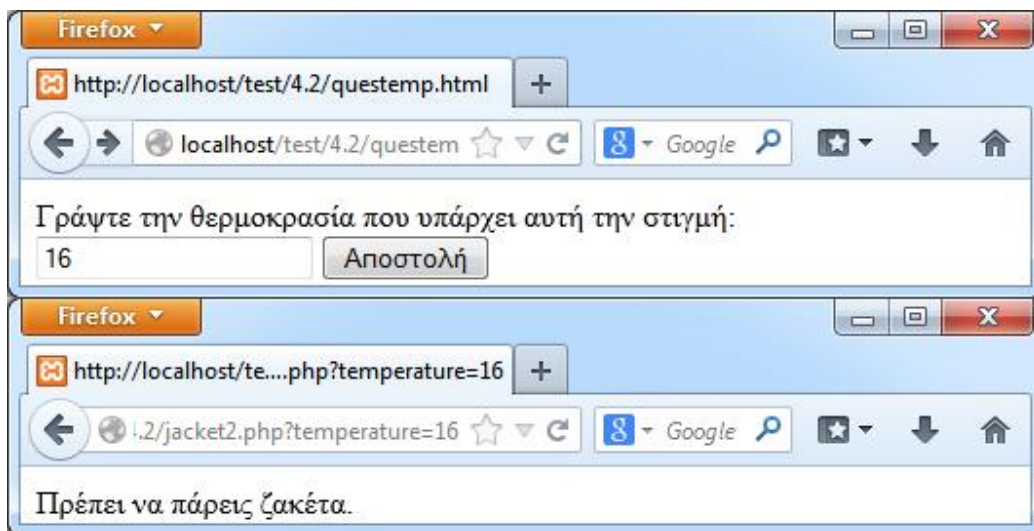 Firefox
http://localhost/test/4.2/questemp.html
localhost/test/4.2/questem Google
Γράψτε την θερμοκρασία που υπάρχει αυτή την στιγμή:
16 Αποστολή
Firefox
http://localhost/te....php?temperature=16
.2/jacket2.php?temperature=16 Google
Πρέπει να πάρεις ζακέτα.